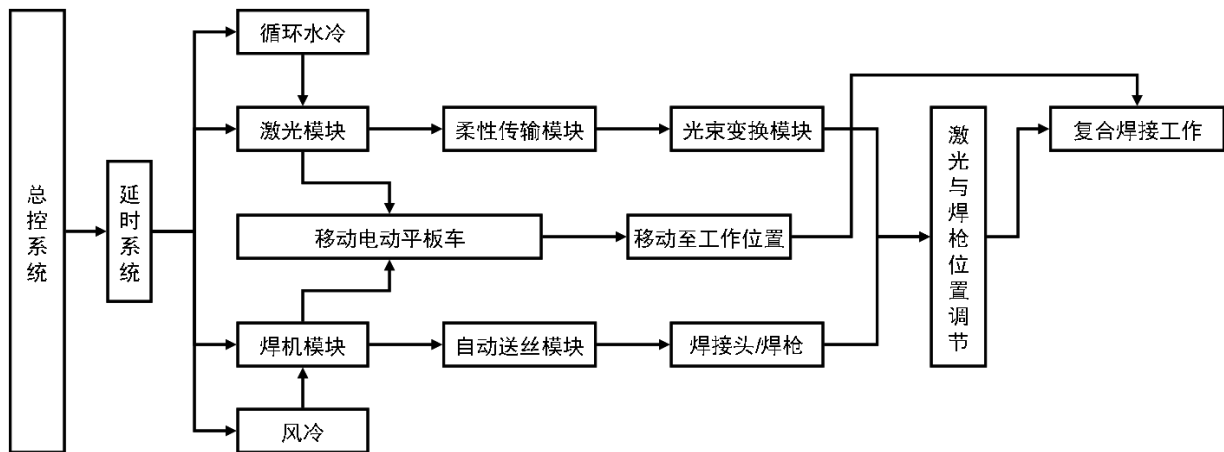 总控系统
延时系统
循环水冷
激光模块
柔性传输模块
光束变换模块
移动电动平板车
移动至工作位置
焊机模块
自动送丝模块
焊接头/焊枪
风冷
激光与焊枪位置调节
复合焊接工作